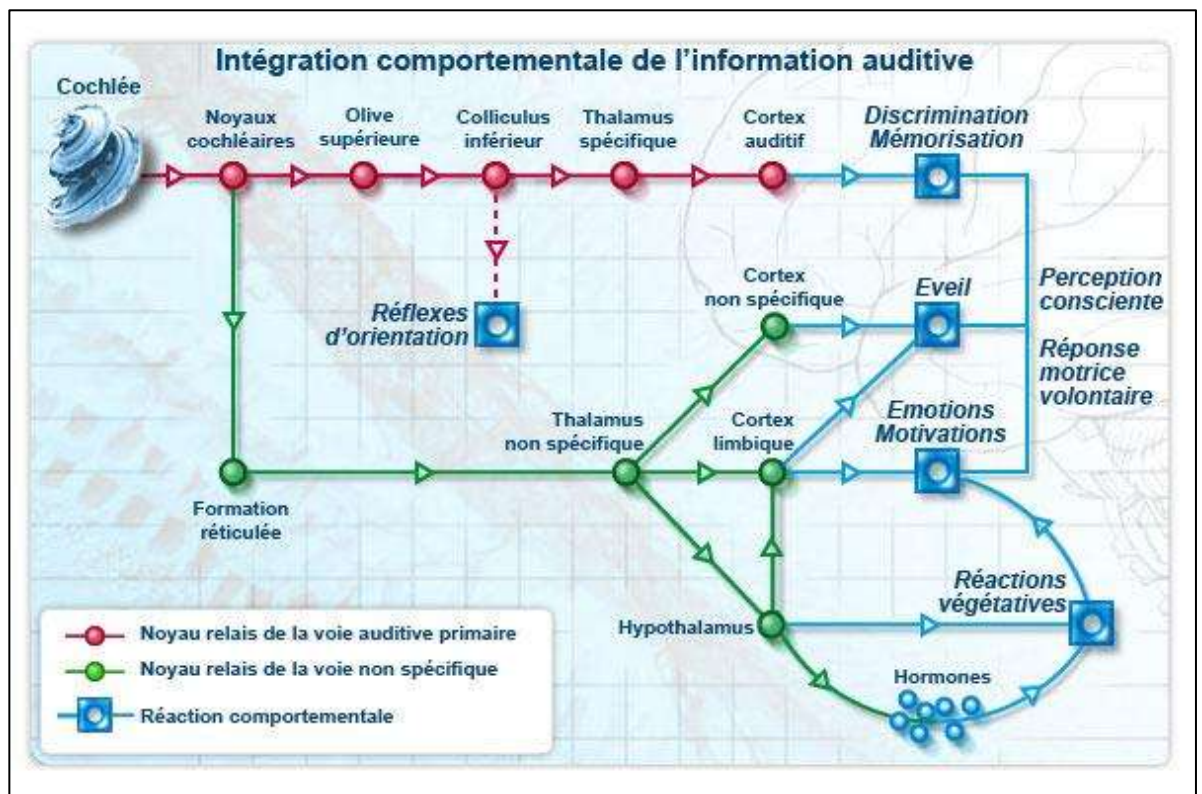 Intégration comportementale de l'information auditive
Cochlée
Noyaux
cochléaires
Olive
supérieure
Colliculus
inférieur
Thalamus
spécifique
Cortex
auditif
Discrimination
Mémorisation
Réflexes
d'orientation
Cortex
non spécifique
Eveil
Perception
consciente
Réponse
motrice
volontaire
Thalamus
non spécifique
Cortex
limbique
Emotions
Motivations
Formation
réticulée
Hypothalamus
Réactions
végétatives
Hormones
Noyau relais de la voie auditive primaire
Noyau relais de la voie non spécifique
Réaction comportementale